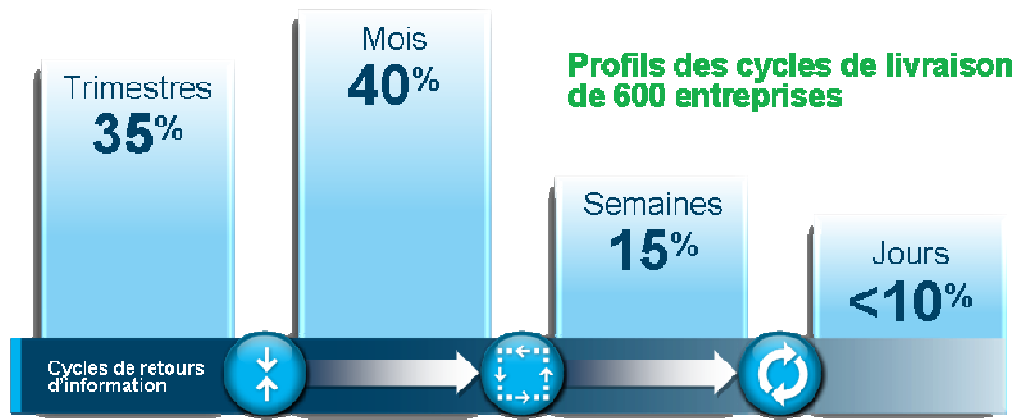 Profils des cycles de livraison
de 600 entreprises
Trimestres
35%
Mois
40%
Semaines
15%
Jours
<10%
Cycles de retours
d'information